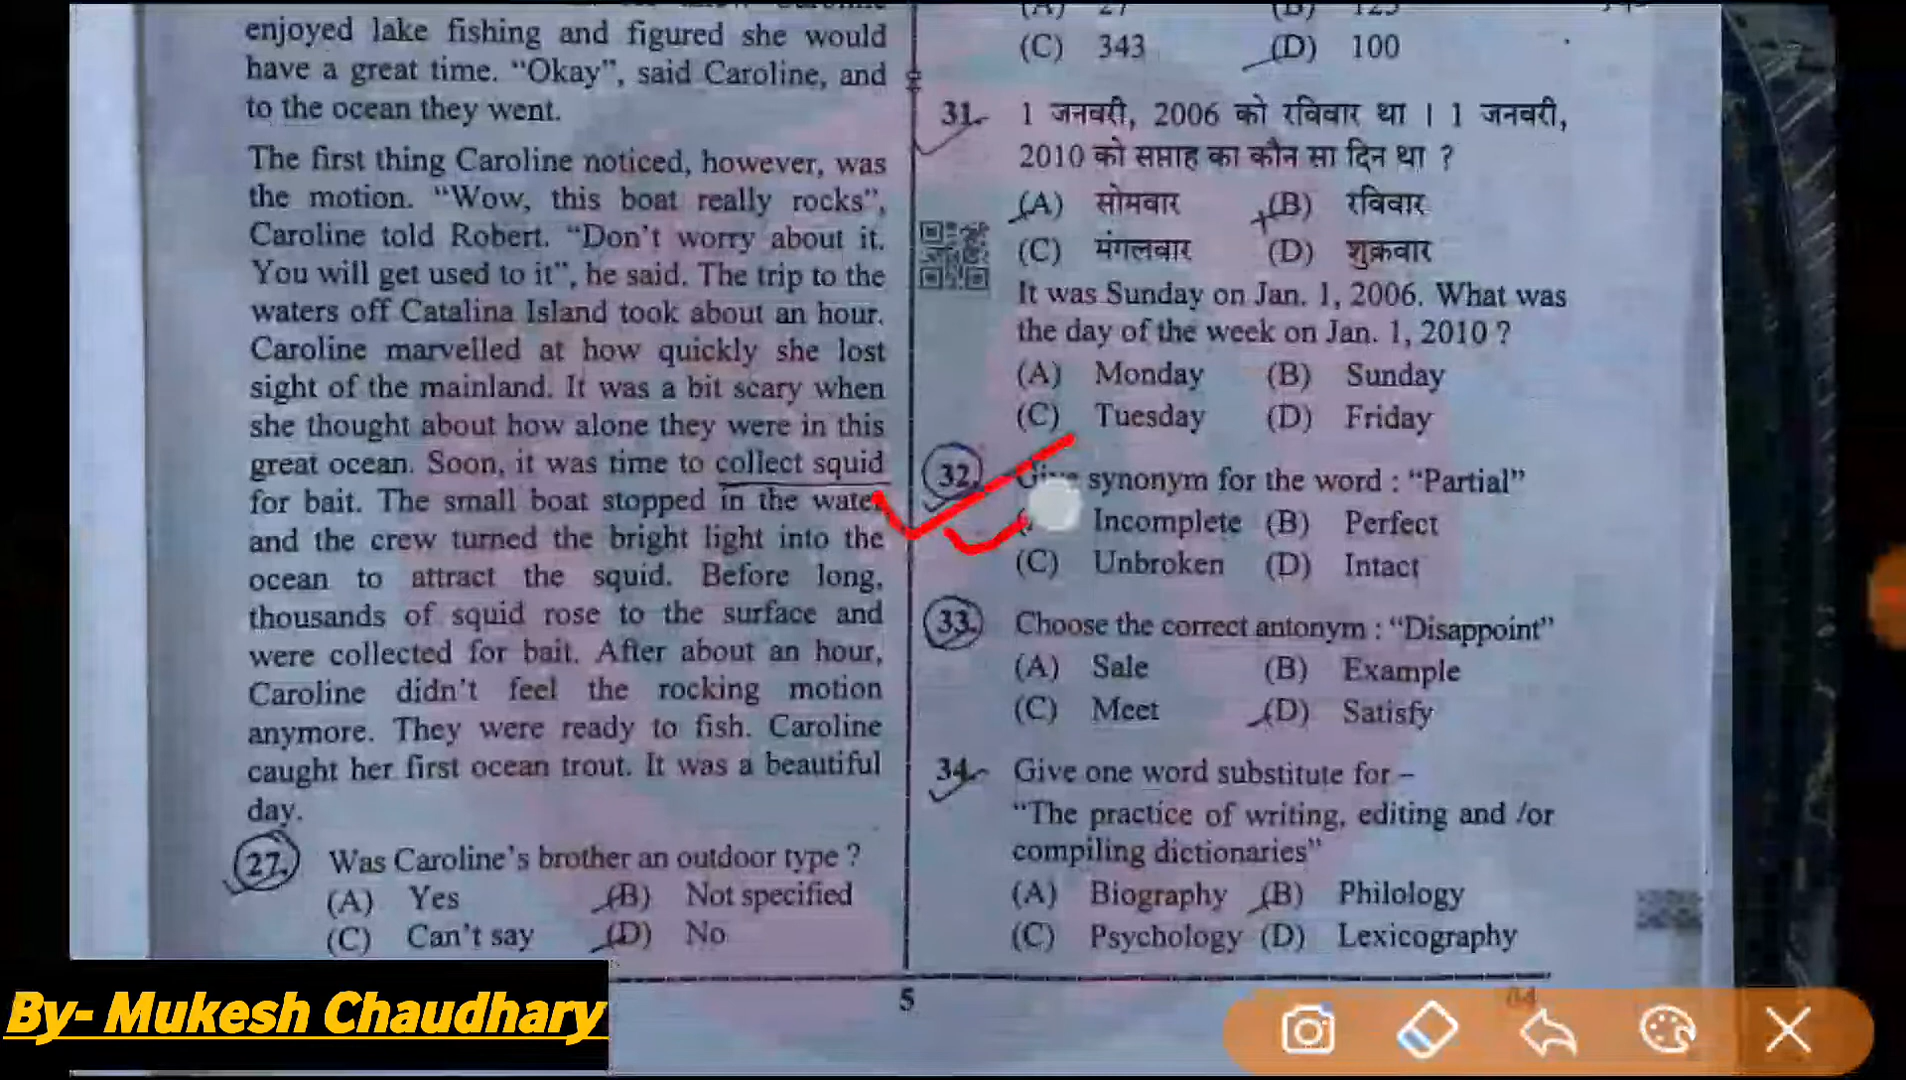 enjoyed lake fishing and figured she would
have a great time. “Okay”, said Caroline, and
to the ocean they went.
The first thing Caroline noticed, however, was
the motion. “Wow, this boat really rocks”,
Caroline told Robert. “Don’t worry about it.
You will get used to it”, he said. The trip to the
waters off Catalina Island took about an hour.
Caroline marvelled at how quickly she lost
sight of the mainland. It was a bit scary when
she thought about how alone they were in this
great ocean. Soon, it was time to collect squid
for bait. The small boat stopped in the water
and the crew turned the bright light into the
ocean to attract the squid. Before long,
thousands of squid rose to the surface and
were collected for bait. After about an hour,
Caroline didn’t feel the rocking motion
anymore. They were ready to fish. Caroline
caught her first ocean trout. It was a beautiful
day.
27. Was Caroline’s brother an outdoor type ?
(A) Yes (B) Not specified
(C) Can’t say (D) No
(A) 27 (B) 125
(C) 343 (D) 100
31. 1 जनवरी, 2006 को रविवार था । 1 जनवरी,
2010 को सप्ताह का कौन सा दिन था ?
(A) सोमवार (B) रविवार
(C) मंगलवार (D) शुक्रवार
It was Sunday on Jan. 1, 2006. What was
the day of the week on Jan. 1, 2010 ?
(A) Monday (B) Sunday
(C) Tuesday (D) Friday
32. Give synonym for the word : “Partial”
Incomplete (B) Perfect
(C) Unbroken (D) Intact
33. Choose the correct antonym : “Disappoint”
(A) Sale (B) Example
(C) Meet (D) Satisfy
34. Give one word substitute for –
“The practice of writing, editing and /or
compiling dictionaries”
(A) Biography (B) Philology
(C) Psychology (D) Lexicography
5
By- Mukesh Chaudhary